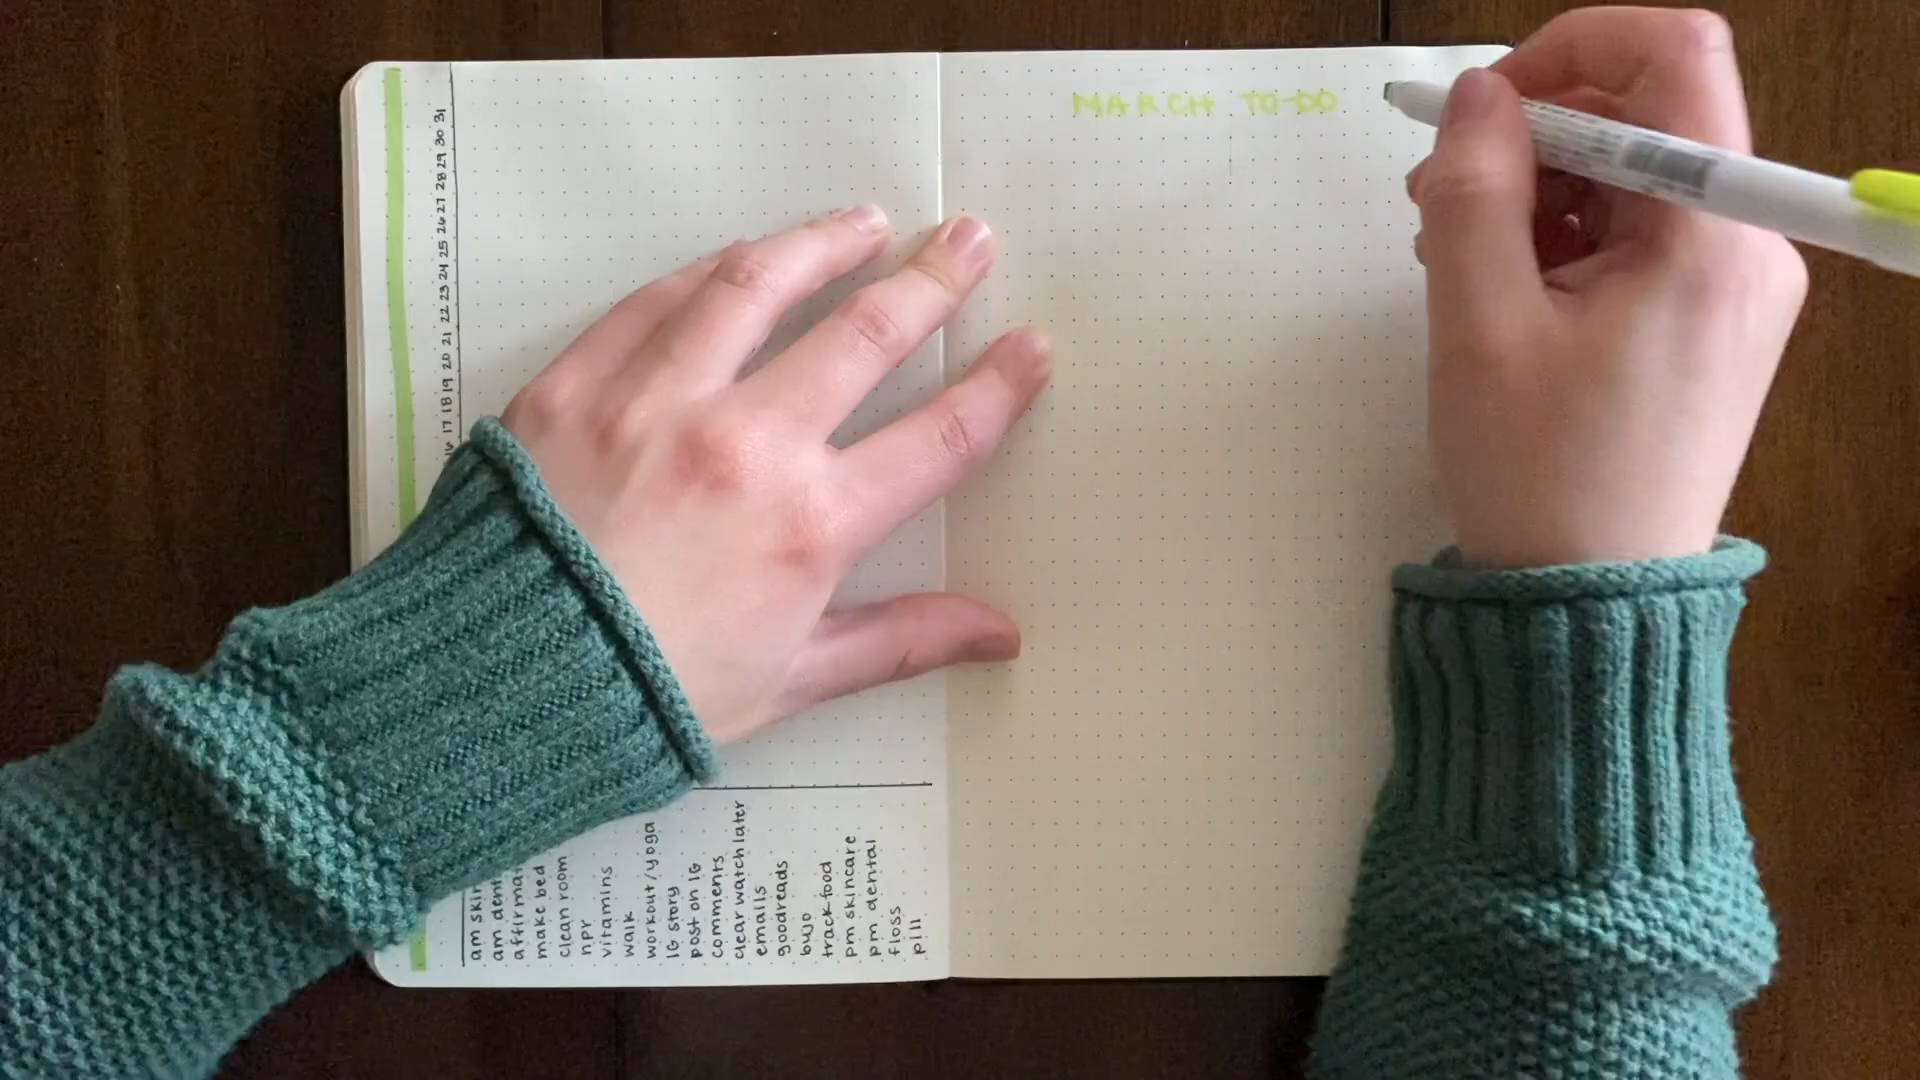 MARCH TO-DO
17 18 19 20 21 22 23 24 25 26 27 28 29 30 31
am
am
make bed
clean room
npr
vitamins
walk
workout/yoga
IG story
post on IG
comments
clear watch later
emails
goodreads
bujo
track food
pm skincare
pm dental
floss
pill